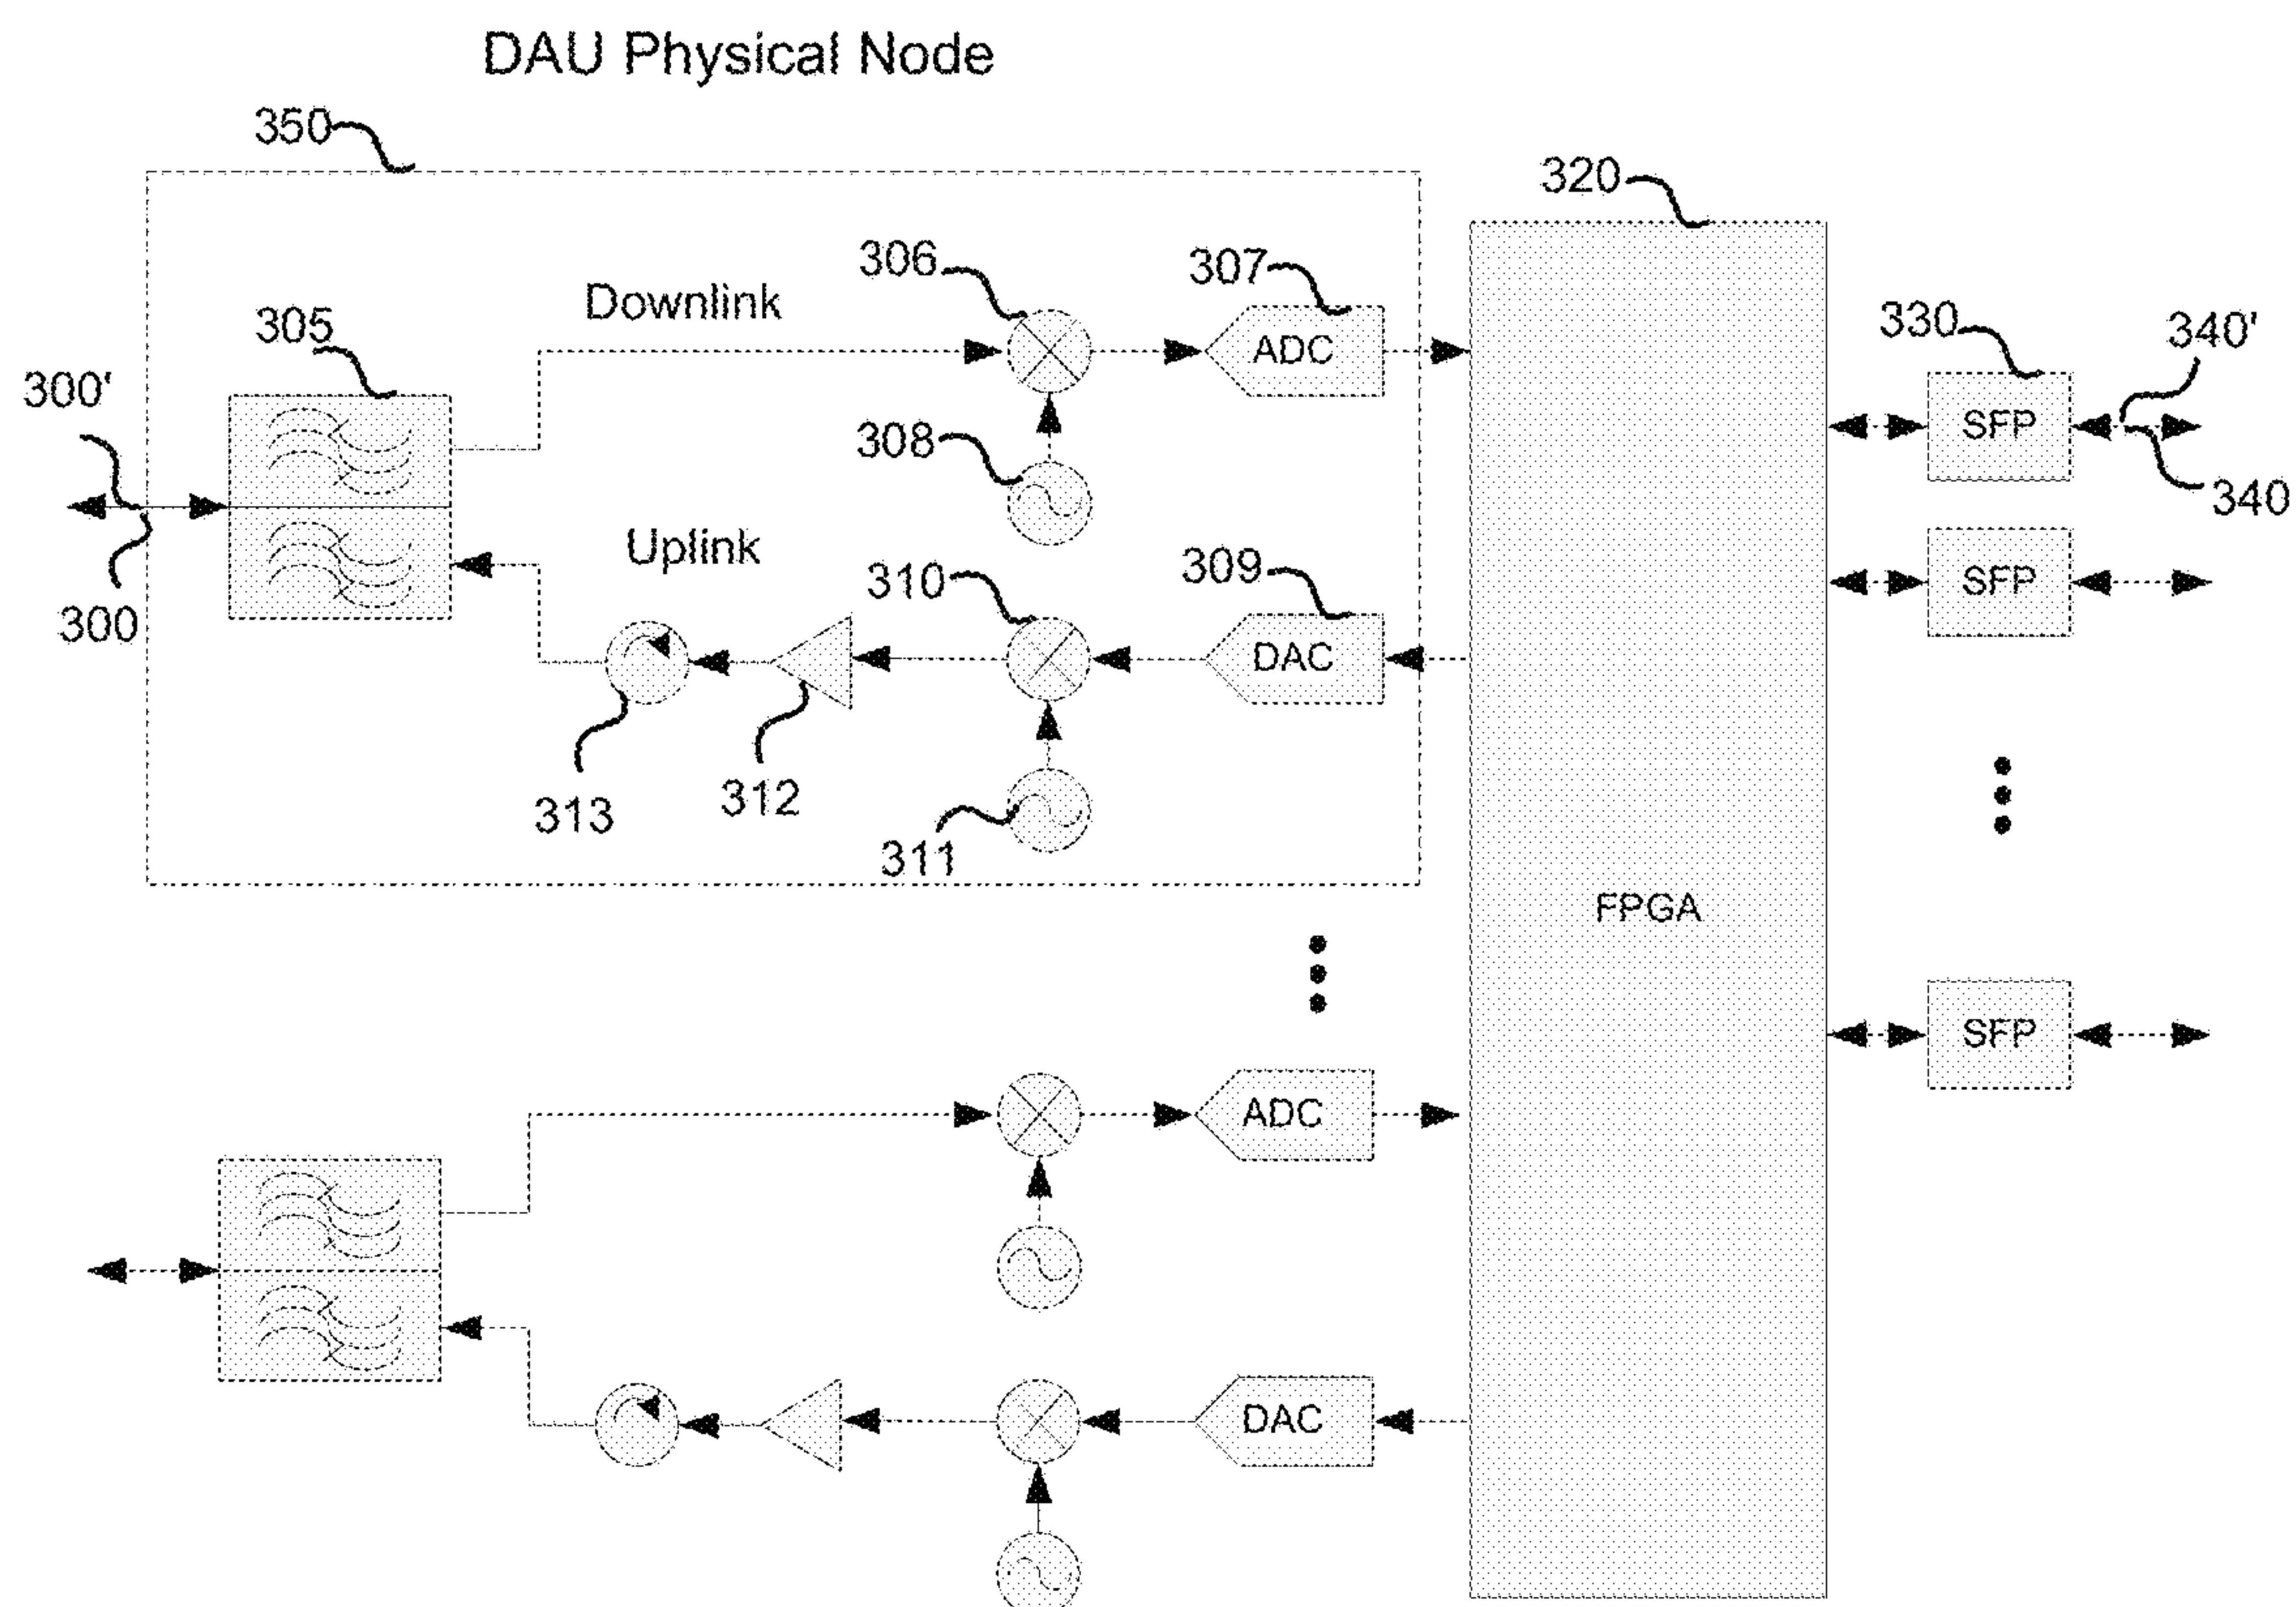 DAU Physical Node
350
320
306
307
Downlink
305
330
340'
ADC
300'
SFP
308
340
Uplink
310
309
SFP
300
DAC
313
312
311
FPGA
SFP
ADC
DAC